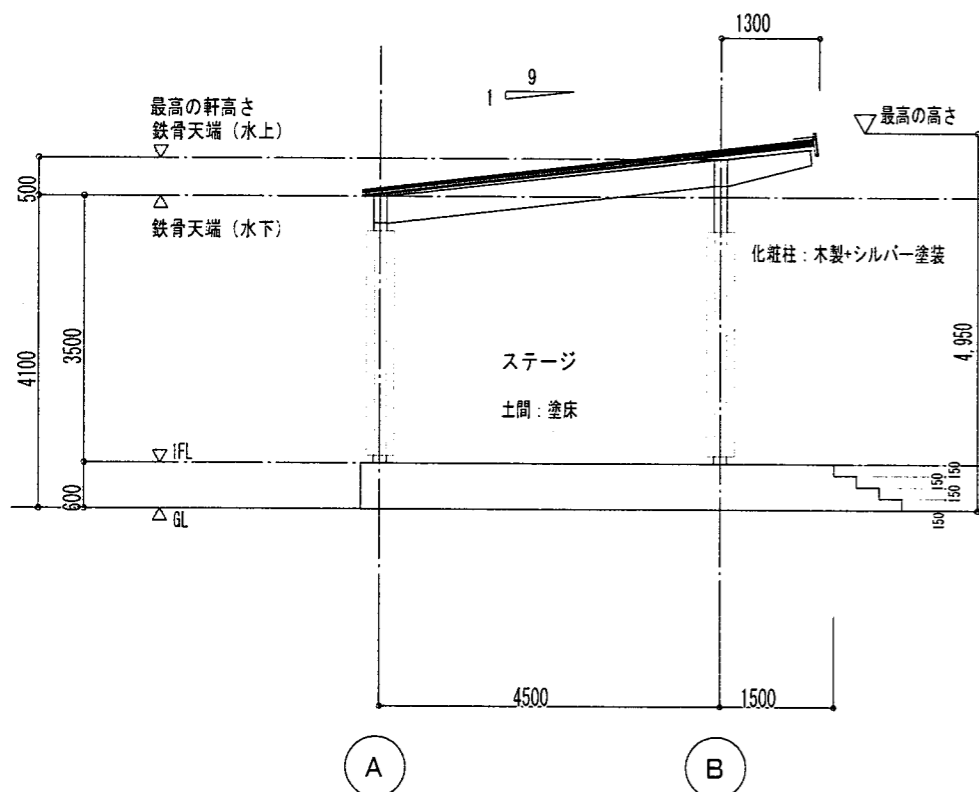 1300
9
1
最高の軒高さ
鉄骨天端（水上）
最高の高さ
500
鉄骨天端（水下）
化粧柱：木製+シルバー塗装
4100
3500
4,950
ステージ
土間：塗床
1FL
600
GL
150
150
150
150
150
4500
1500
A
B